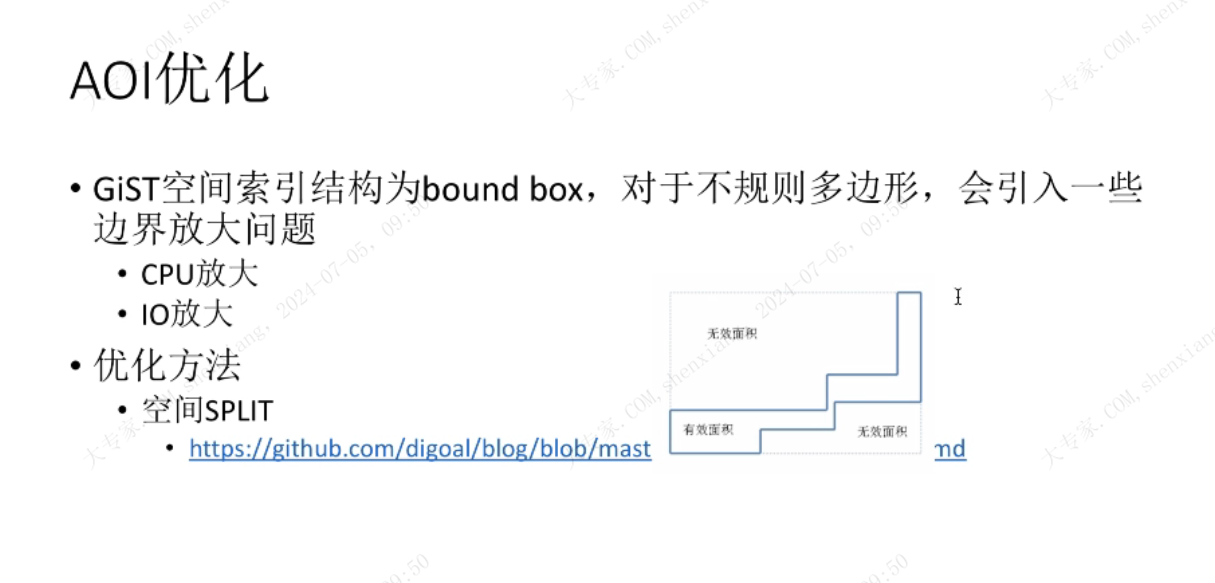 AOI优化
• GiST空间索引结构为bound box，对于不规则多边形，会引入一些
边界放大问题
• CPU放大
• IO放大
无效面积
• 优化方法
• 空间SPLIT
有效面积
无效面积
• https://github.com/digoal/blog/blob/mast
md
大专家.COM, shenxiang, 2024-07-05, 09:50